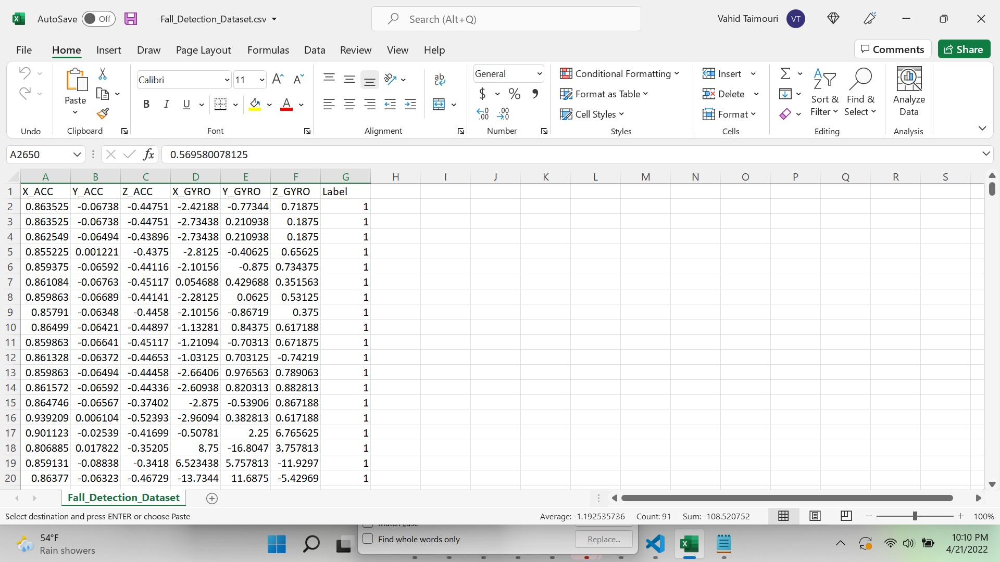 AutoSave Off Fall_Detection_Dataset.csv Search (Alt+Q) Vahid Taimouri VT
File Home Insert Draw Page Layout Formulas Data Review View Help Comments Share
Calibri 11 General Conditional Formatting Insert
Paste B I U Format as Table Delete Sort & Filter Find & Select Analyze Data
Cell Styles Format
Undo Clipboard Font Alignment Number Styles Cells Editing Analysis
A2650 fx 0.569580078125
A B C D E F G H I J K L M N O P Q R S
1 X_ACC Y_ACC Z_ACC X_GYRO Y_GYRO Z_GYRO Label
2 0.863525 -0.06738 -0.44751 -2.42188 -0.77344 0.71875 1
3 0.863525 -0.06738 -0.44751 -2.73438 0.210938 0.1875 1
4 0.862549 -0.06494 -0.43896 -2.73438 0.210938 0.1875 1
5 0.855225 0.001221 -0.4375 -2.8125 -0.40625 0.65625 1
6 0.859375 -0.06592 -0.44116 -2.10156 -0.875 0.734375 1
7 0.861084 -0.06763 -0.45117 0.054688 0.429688 0.351563 1
8 0.859863 -0.06689 -0.44141 -2.28125 0.0625 0.53125 1
9 0.85791 -0.06348 -0.4458 -2.10156 -0.86719 0.375 1
10 0.86499 -0.06421 -0.44897 -1.13281 0.84375 0.617188 1
11 0.859863 -0.06641 -0.45117 -1.21094 -0.70313 0.671875 1
12 0.861328 -0.06372 -0.44653 -1.03125 0.703125 -0.74219 1
13 0.859863 -0.06494 -0.44458 -2.66406 0.976563 0.789063 1
14 0.861572 -0.06592 -0.44336 -2.60938 0.820313 0.882813 1
15 0.864746 -0.06567 -0.37402 -2.875 -0.53906 0.867188 1
16 0.939209 0.006104 -0.52393 -2.96094 0.382813 0.617188 1
17 0.901123 -0.02539 -0.41699 -0.50781 2.25 6.765625 1
18 0.806885 0.017822 -0.35205 8.75 -16.8047 3.757813 1
19 0.859131 -0.08838 -0.3418 6.523438 5.757813 -11.9297 1
20 0.86377 -0.06323 -0.46729 -13.7344 11.6875 -5.42969 1
Fall_Detection_Dataset
Select destination and press ENTER or choose Paste Average: -1.192535736 Count: 91 Sum: -108.520752 100%
54°F
Rain showers
Match case
Find whole words only Replace...
10:10 PM
4/21/2022